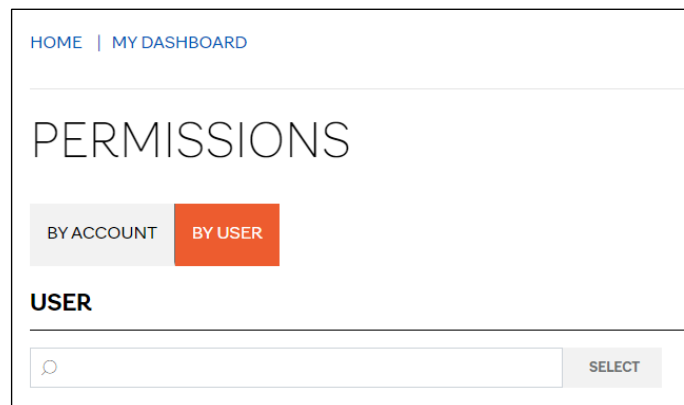 HOME | MY DASHBOARD
PERMISSIONS
BY ACCOUNT BY USER
USER
SELECT